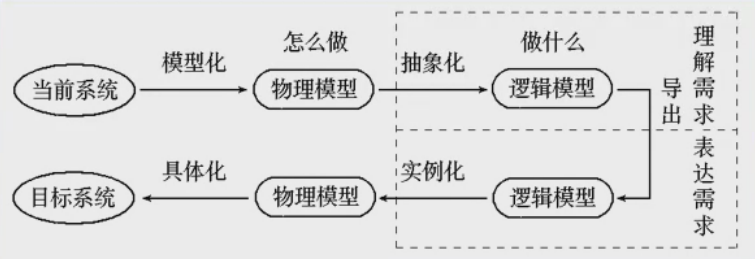 怎么做
做什么
模型化
抽象化
当前系统
物理模型
逻辑模型
导出
理解需求
具体化
实例化
目标系统
物理模型
逻辑模型
表达需求